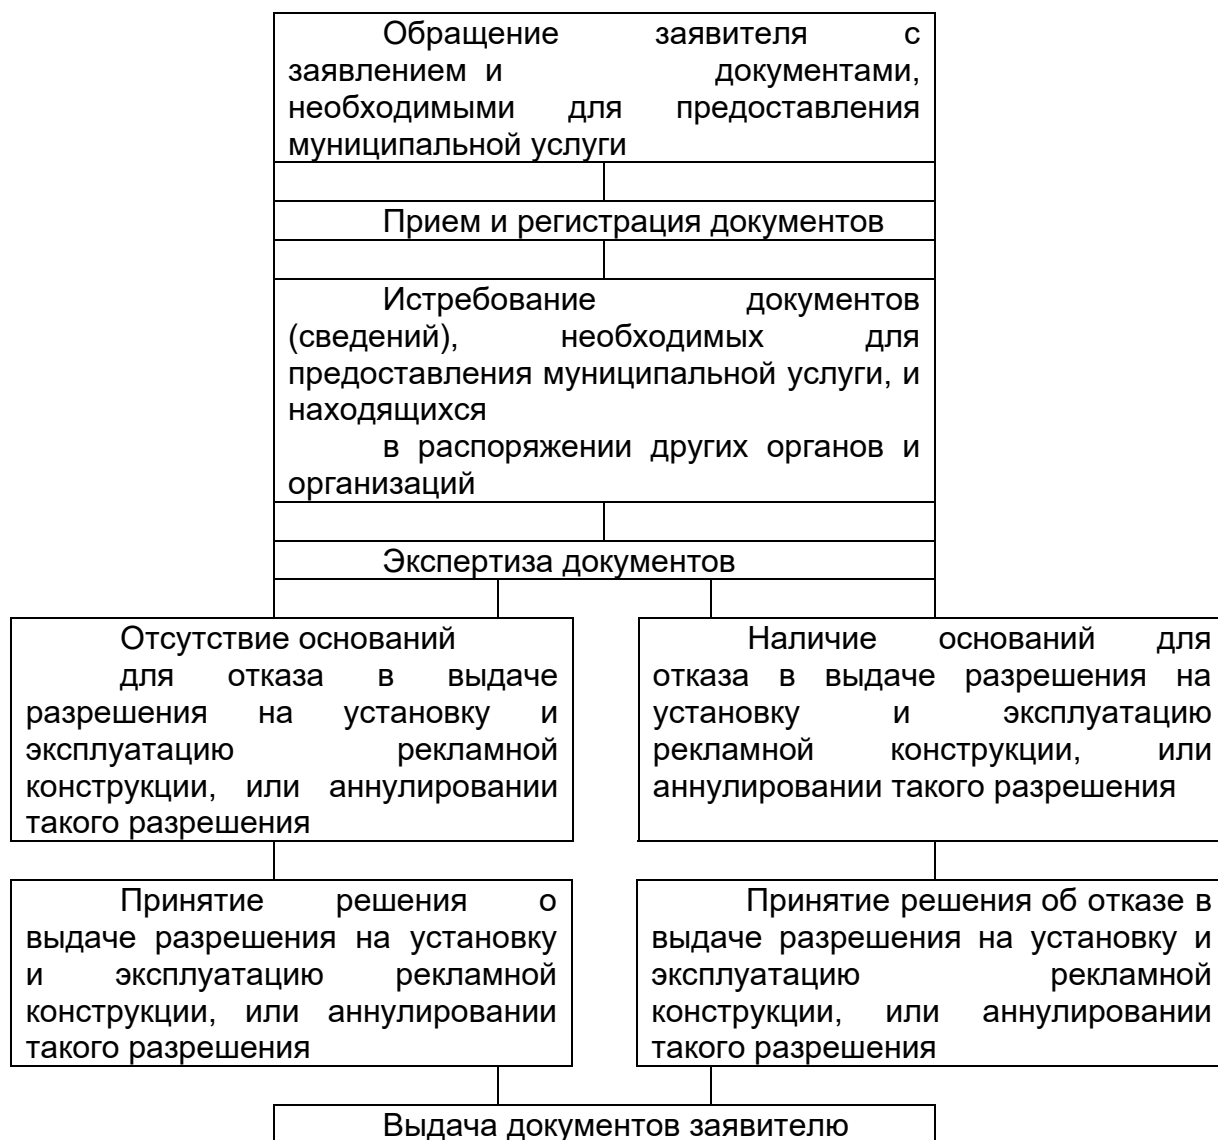 Обращение заявителя с
заявлением и документами,
необходимыми для предоставления
муниципальной услуги
Прием и регистрация документов
Истребование документов
(сведений), необходимых для
предоставления муниципальной услуги, и
находящихся
в распоряжении других органов и
организаций
Экспертиза документов
Отсутствие оснований
для отказа в выдаче
разрешения на установку и
эксплуатацию рекламной
конструкции, или аннулировании
такого разрешения
Наличие оснований для
отказа в выдаче разрешения на
установку и эксплуатацию
рекламной конструкции, или
аннулировании такого разрешения
Принятие решения о
выдаче разрешения на установку
и эксплуатацию рекламной
конструкции, или аннулировании
такого разрешения
Принятие решения об отказе в
выдаче разрешения на установку и
эксплуатацию рекламной
конструкции, или аннулировании
такого разрешения
Выдача документов заявителю